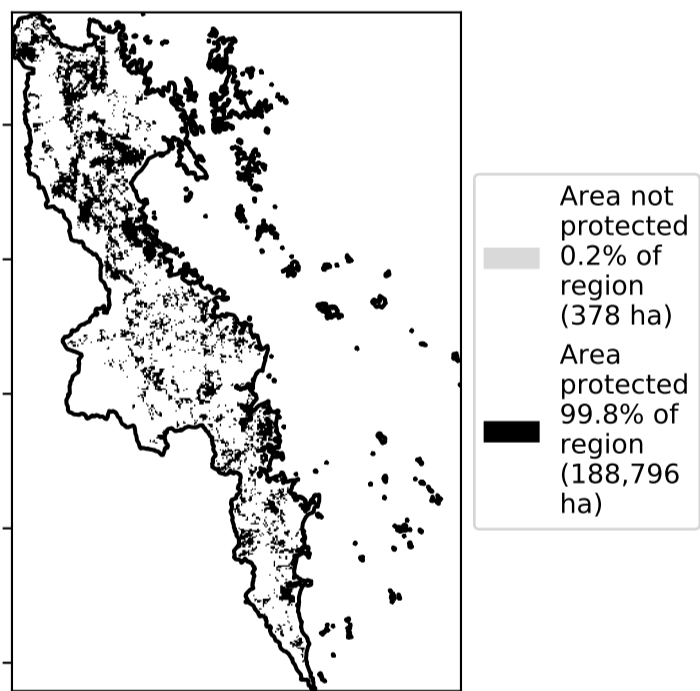 Area not
protected
0.2% of
region
(378 ha)
Area
protected
99.8% of
region
(188,796
ha)